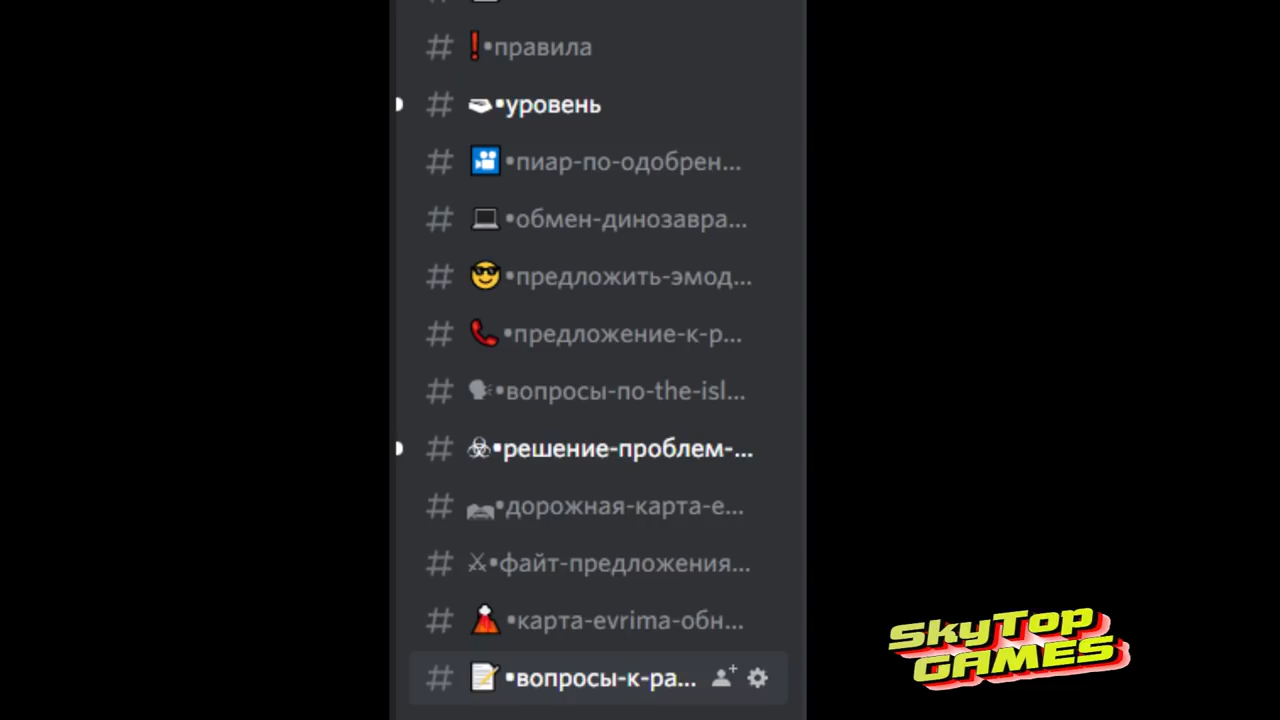 # ❗•правила
# •уровень
# 🎦•пиар-по-одобрен...
# 💻•обмен-динозавра...
# 😎•предложить-эмод...
# 📞•предложение-к-р...
# 🗣•вопросы-по-the-isl...
# ☣•решение-проблем-...
# •дорожная-карта-е...
# ⚔•файт-предложения...
# 🌋•карта-evrima-обн...
# 📝•вопросы-к-ра...
SkyTop
GAMES